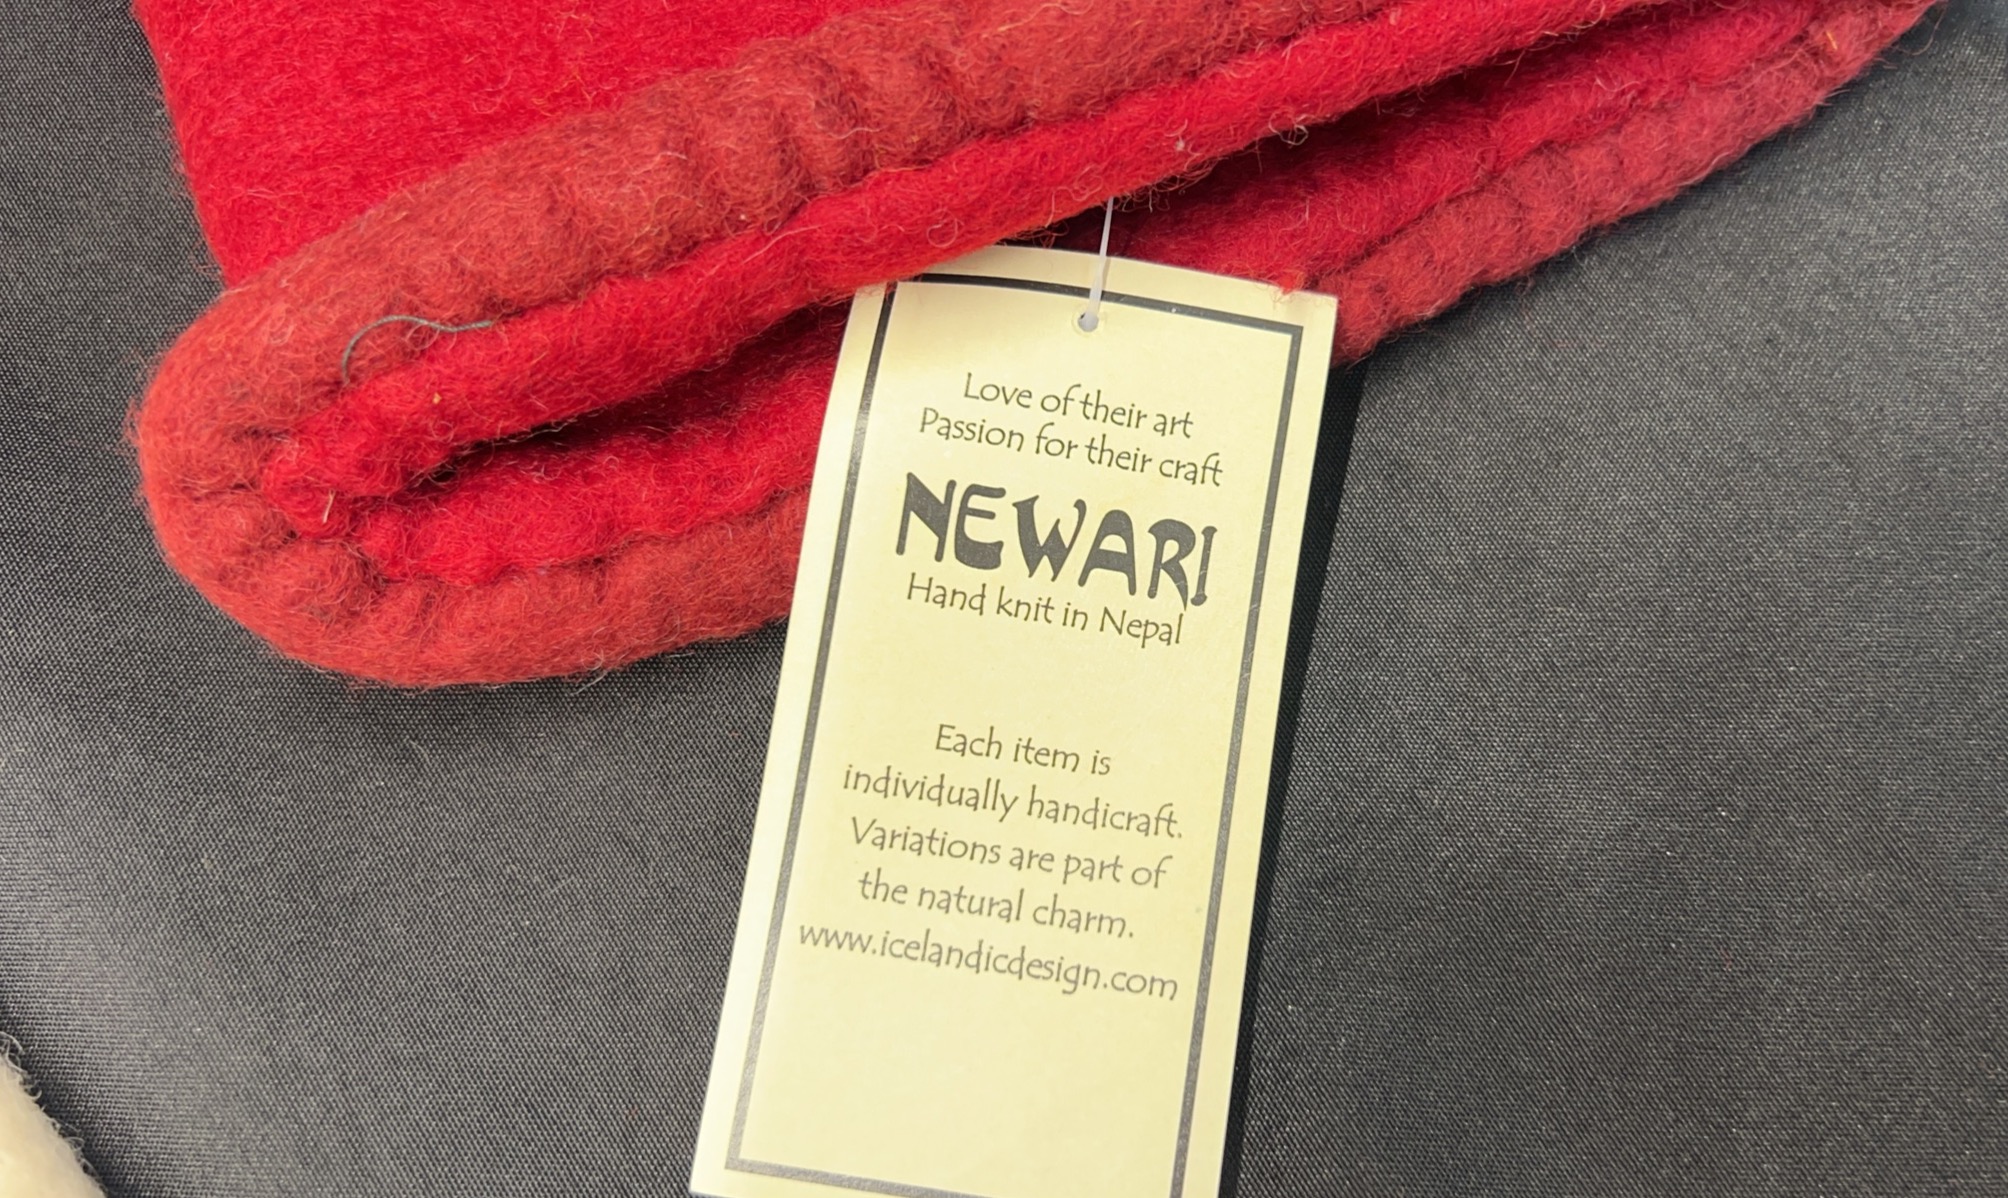 Love of their art
Passion for their craft
NEWARI
Hand knit in Nepal
Each item is
individually handicraft.
Variations are part of
the natural charm.
www.icelandicdesign.com